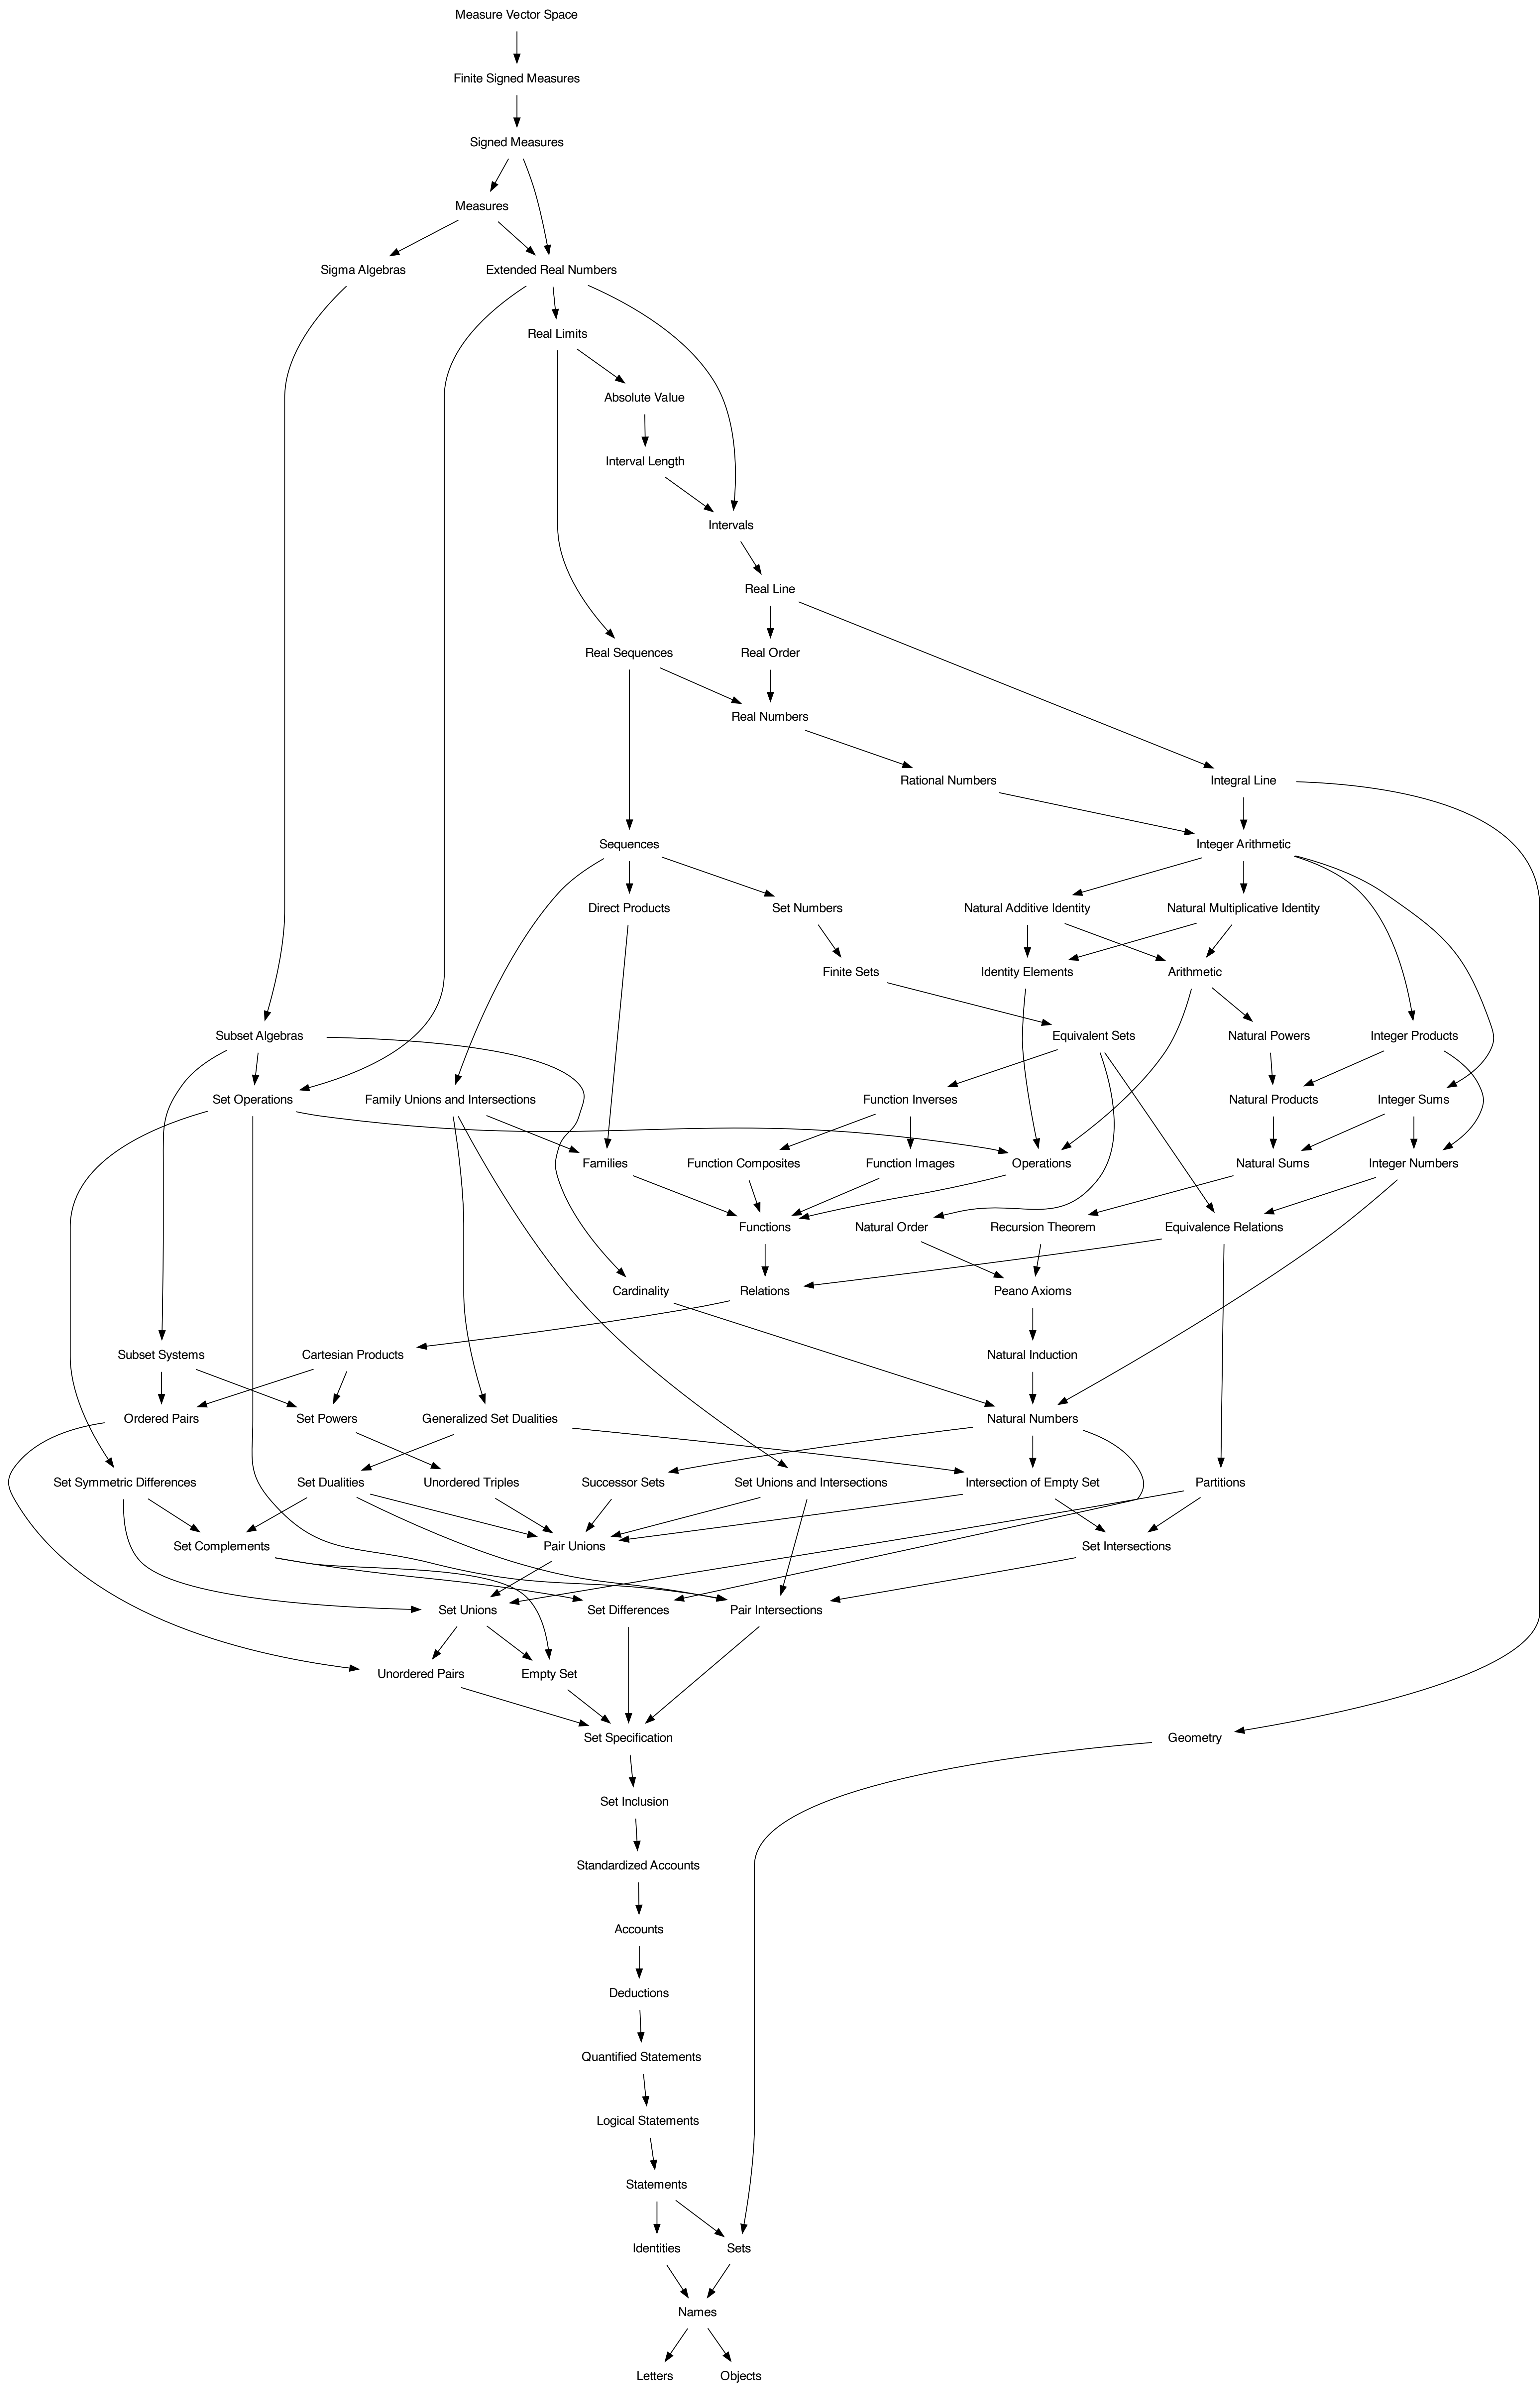 Measure Vector Space
Finite Signed Measures
Signed Measures
Measures
Sigma Algebras
Extended Real Numbers
Real Limits
Absolute Value
Interval Length
Intervals
Real Line
Real Sequences
Real Order
Real Numbers
Rational Numbers
Integral Line
Sequences
Integer Arithmetic
Direct Products
Set Numbers
Natural Additive Identity
Natural Multiplicative Identity
Finite Sets
Identity Elements
Arithmetic
Subset Algebras
Equivalent Sets
Natural Powers
Integer Products
Set Operations
Family Unions and Intersections
Function Inverses
Natural Products
Integer Sums
Families
Function Composites
Function Images
Operations
Natural Sums
Integer Numbers
Functions
Natural Order
Recursion Theorem
Equivalence Relations
Cardinality
Relations
Peano Axioms
Subset Systems
Cartesian Products
Natural Induction
Ordered Pairs
Set Powers
Generalized Set Dualities
Natural Numbers
Set Symmetric Differences
Set Dualities
Unordered Triples
Successor Sets
Set Unions and Intersections
Intersection of Empty Set
Partitions
Set Complements
Pair Unions
Set Intersections
Set Unions
Set Differences
Pair Intersections
Unordered Pairs
Empty Set
Set Specification
Geometry
Set Inclusion
Standardized Accounts
Accounts
Deductions
Quantified Statements
Logical Statements
Statements
Identities
Sets
Names
Letters
Objects